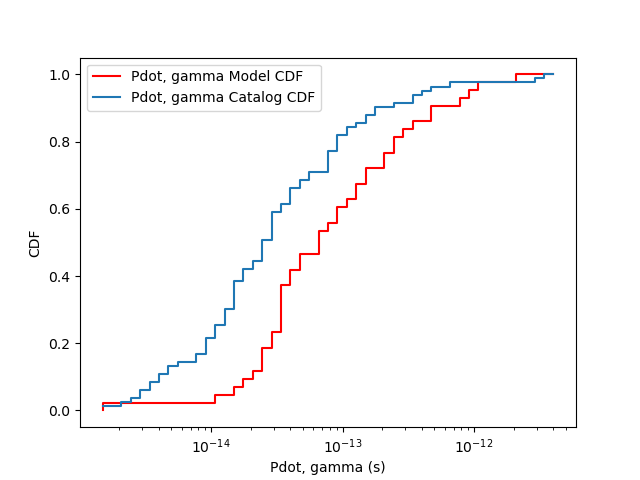 Pdot, gamma Model CDF
Pdot, gamma Catalog CDF
1.0
0.8
0.6
0.4
0.2
0.0
CDF
10⁻¹⁴ 10⁻¹³ 10⁻¹²
Pdot, gamma (s)